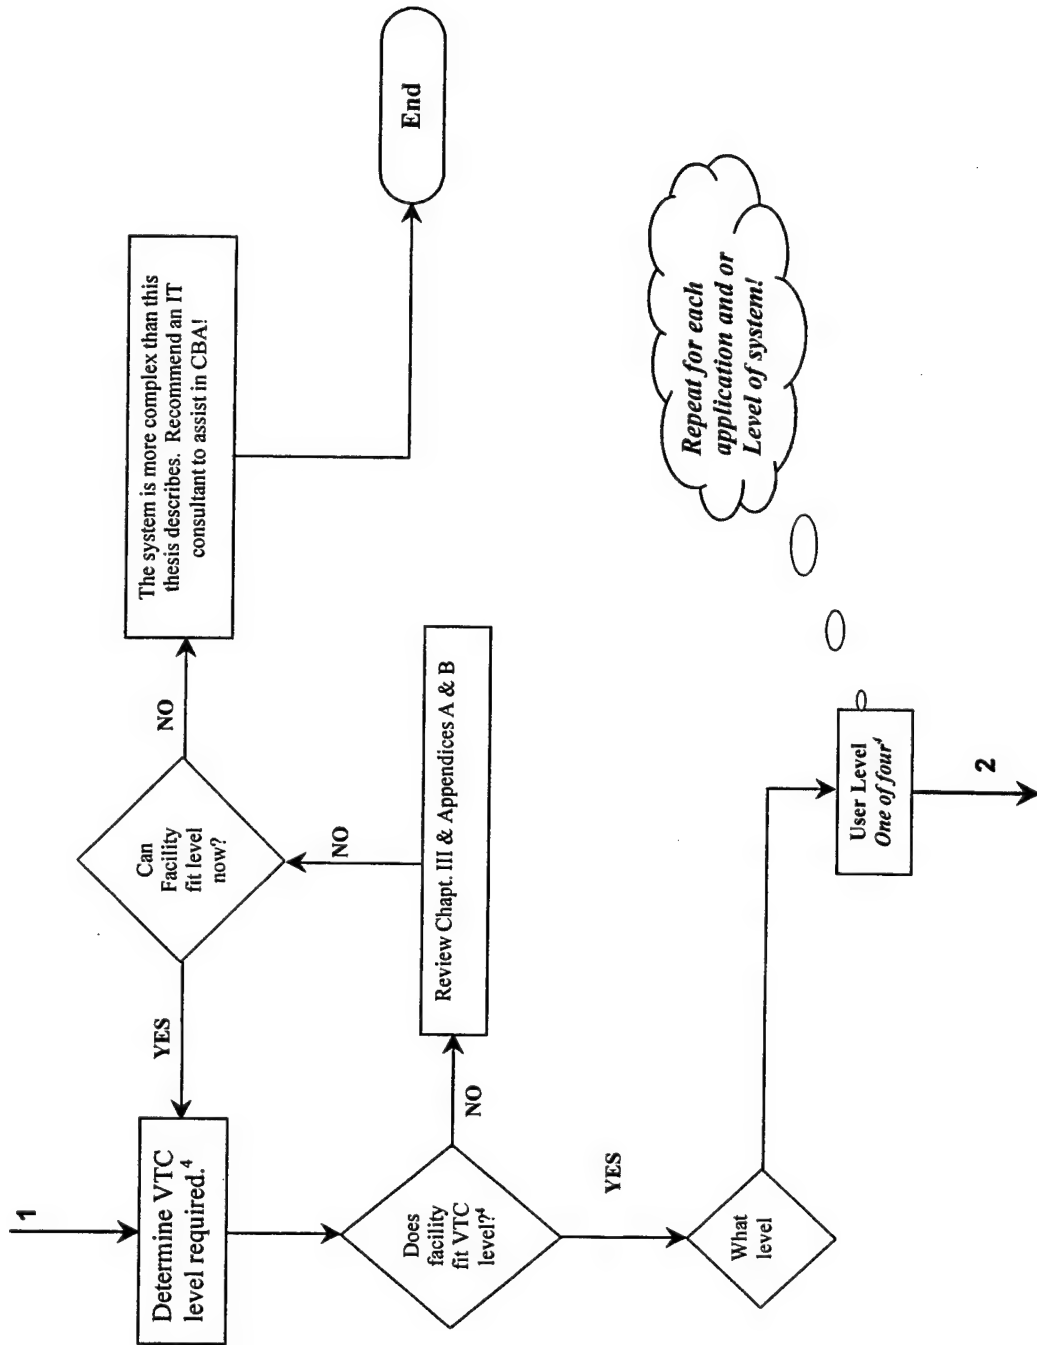 1
Determine VTC
level required.4
YES
Can
Facility
fit level
now?
NO
The system is more complex than this
thesis describes. Recommend an IT
consultant to assist in CBA!
End
Does
facility
fit VTC
level?4
NO
Review Chapt. III & Appendices A & B
NO
YES
What
level
User Level
One of four4
2
Repeat for each
application and or
Level of system!